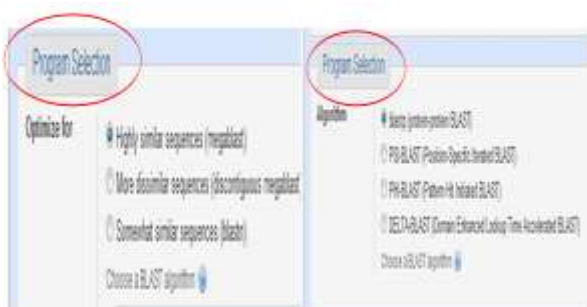 Program Selection
Optimize for
Highly similar sequences (megablast)
More dissimilar sequences (discontiguous megablast
Somewhat similar sequences (blastn)
Choose a BLAST algorithm
Program Selection
Algorithm
blastp (protein-protein BLAST)
PSI-BLAST (Position-Specific Iterated BLAST)
PHI-BLAST (Pattern Hit Initiated BLAST)
DELTA-BLAST (Domain Enhanced Lookup Time Accelerated BLAST)
Choose a BLAST algorithm